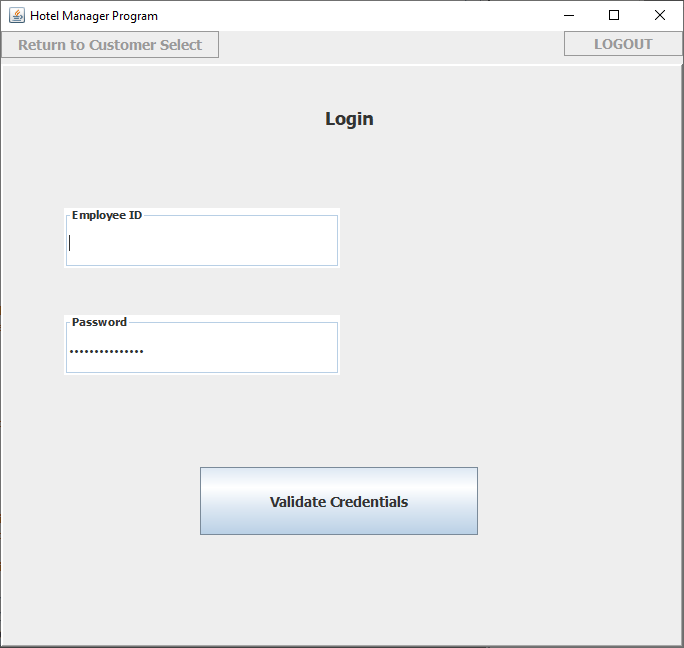 Hotel Manager Program
Return to Customer Select
LOGOUT
Login
Employee ID
Password
•••••••••••••••
Validate Credentials